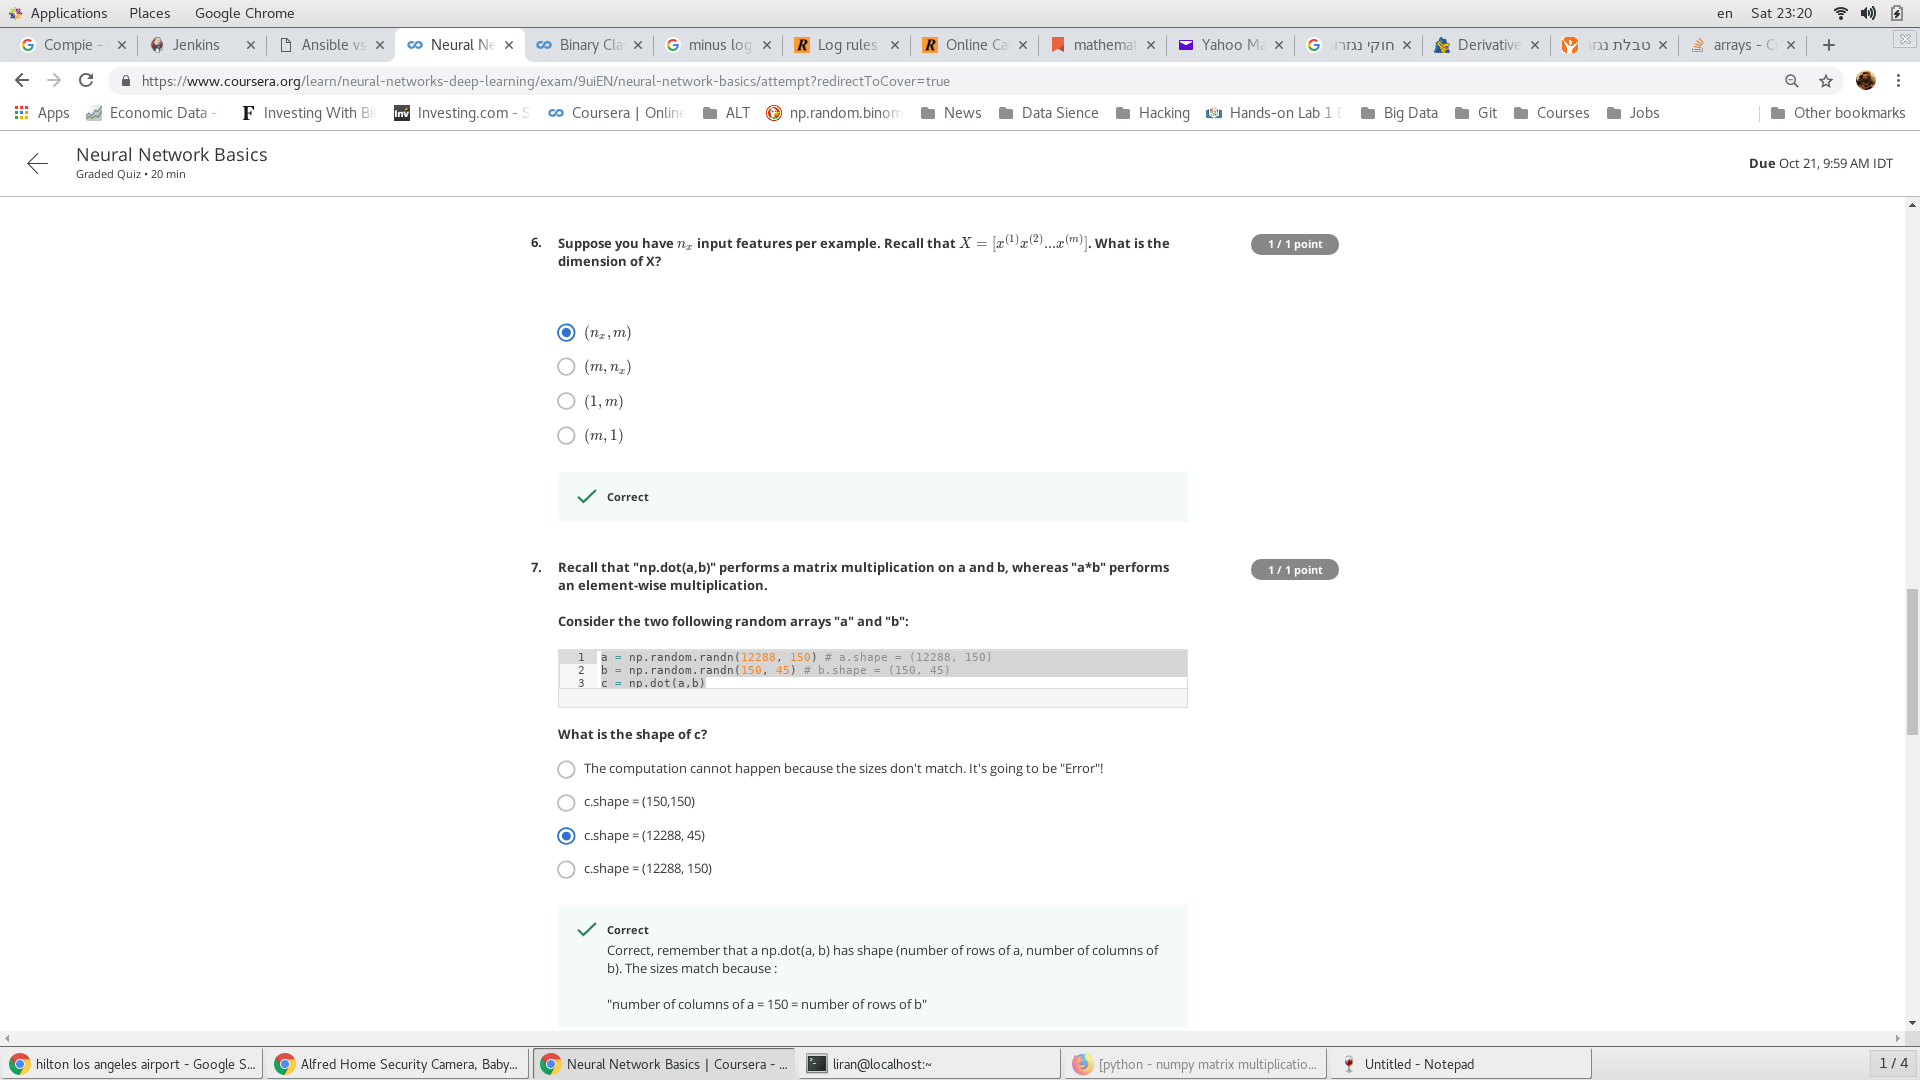 Applications Places Google Chrome en Sat 23:20
Compie - Jenkins Ansible vs Neural Ne Binary Cla minus log Log rules Online Ca mathemat Yahoo Ma חוקי נגזרו Derivative טבלת נגז arrays - C
https://www.coursera.org/learn/neural-networks-deep-learning/exam/9uiEN/neural-network-basics/attempt?redirectToCover=true
Apps Economic Data - Investing With Bil Investing.com - S Coursera | Online ALT np.random.binom News Data Sience Hacking Hands-on Lab 1 D Big Data Git Courses Jobs Other bookmarks
Neural Network Basics
Graded Quiz • 20 min
Due Oct 21, 9:59 AM IDT
6. Suppose you have nₓ input features per example. Recall that X = [x⁽¹⁾x⁽²⁾...x⁽ᵐ⁾]. What is the
dimension of X?
1 / 1 point
(nₓ, m)
(m, nₓ)
(1, m)
(m, 1)
Correct
7. Recall that "np.dot(a,b)" performs a matrix multiplication on a and b, whereas "a*b" performs
an element-wise multiplication.
1 / 1 point
Consider the two following random arrays "a" and "b":
1 a = np.random.randn(12288, 150) # a.shape = (12288, 150)
2 b = np.random.randn(150, 45) # b.shape = (150, 45)
3 c = np.dot(a,b)
What is the shape of c?
The computation cannot happen because the sizes don't match. It's going to be "Error"!
c.shape = (150,150)
c.shape = (12288, 45)
c.shape = (12288, 150)
Correct
Correct, remember that a np.dot(a, b) has shape (number of rows of a, number of columns of
b). The sizes match because :
"number of columns of a = 150 = number of rows of b"
hilton los angeles airport - Google S... Alfred Home Security Camera, Baby... Neural Network Basics | Coursera - ... liran@localhost:~ [python - numpy matrix multiplicatio... Untitled - Notepad 1 / 4